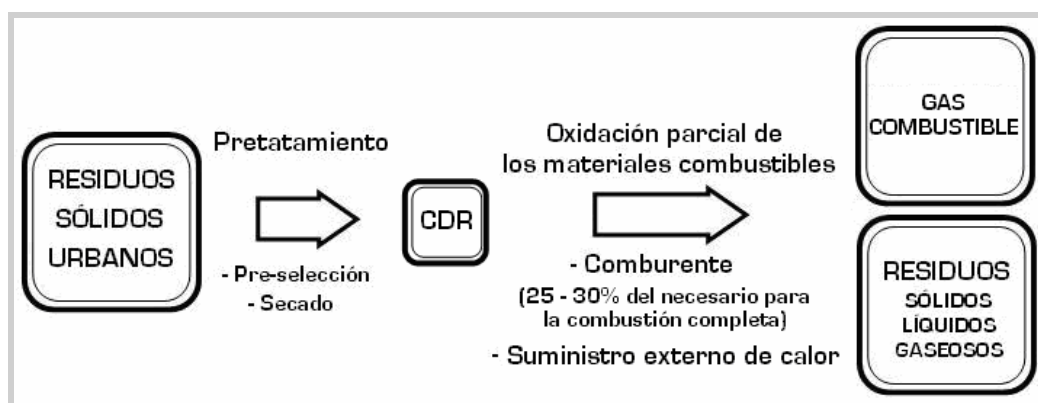 RESIDUOS
SÓLIDOS
URBANOS
Pretatamiento
- Pre-selección
- Secado
CDR
Oxidación parcial de
los materiales combustibles
- Comburente
(25 - 30% del necesario para
la combustión completa)
- Suministro externo de calor
GAS
COMBUSTIBLE
RESIDUOS
SÓLIDOS
LÍQUIDOS
GASEOSOS